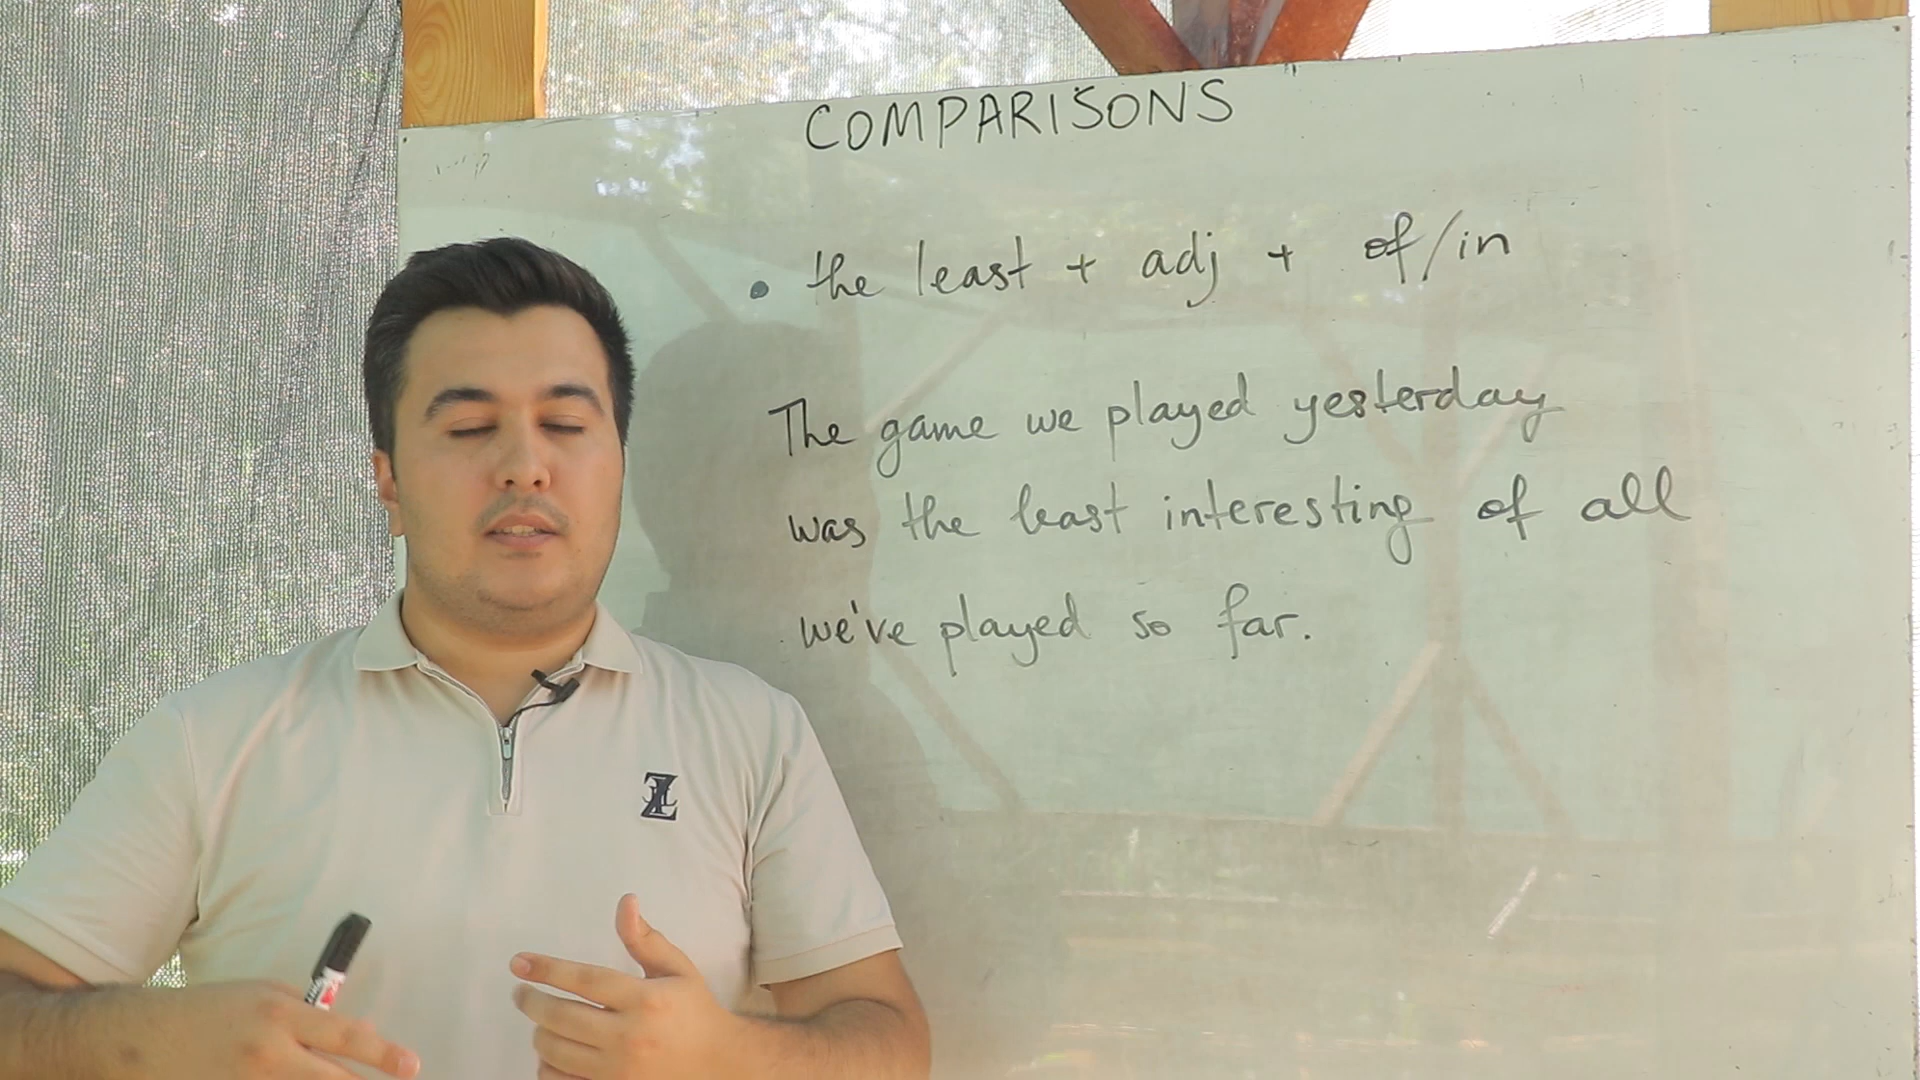 COMPARISONS
• the least + adj + of/in
The game we played yesterday
was the least interesting of all
we've played so far.